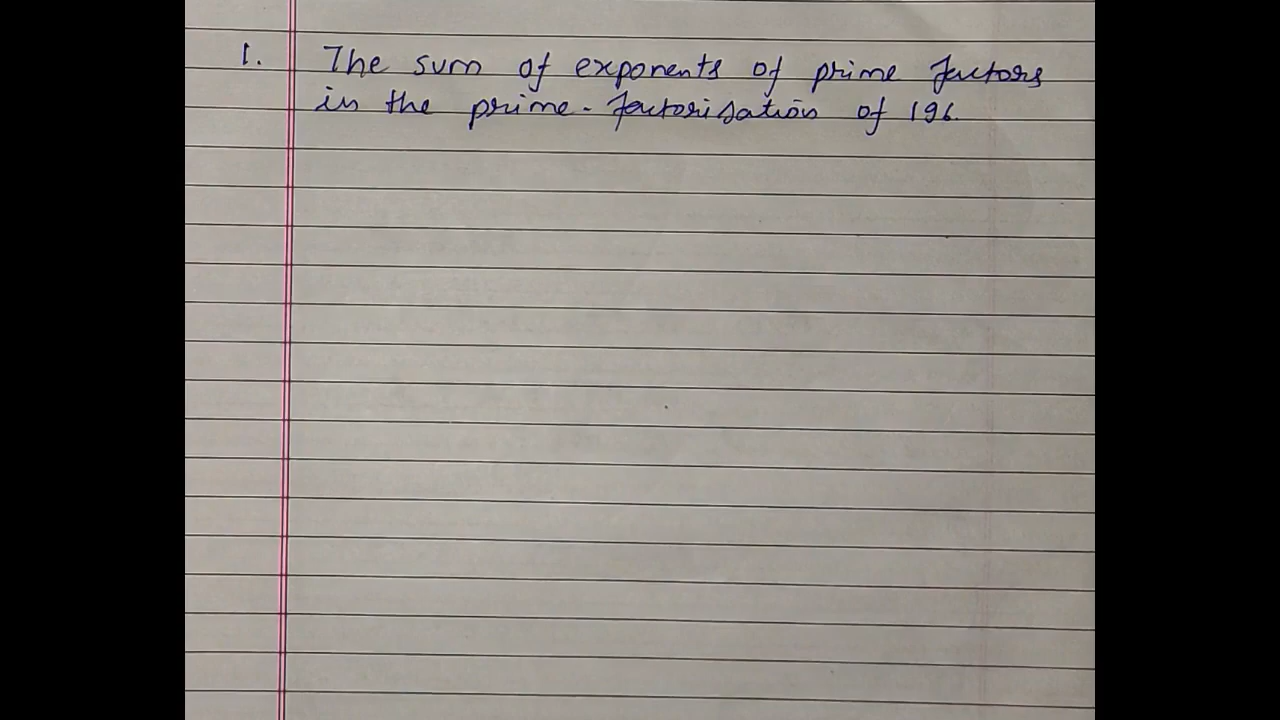 1. The sum of exponents of prime factors
in the prime-factorisation of 196.